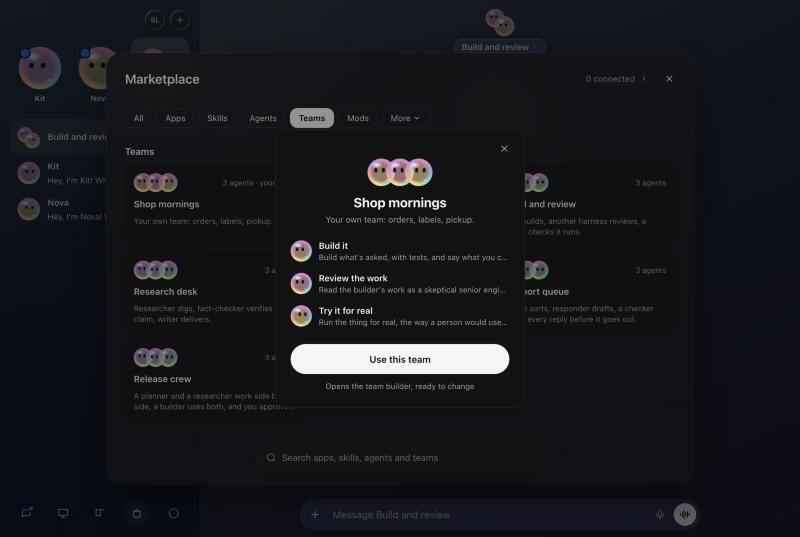 SL
Build and review
Kit
Nov
Build and revie
Kit
Hey, I'm Kit! Wh
Nova
Hey, I'm Nova!
Marketplace
0 connected
All
Apps
Skills
Agents
Teams
Mods
More
Teams
3 agents · your
Shop mornings
Your own team: orders, labels, pickup.
3 agents
d and review
builds, another harness reviews, a
checks it runs.
3 a
Research desk
Researcher digs, fact-checker verifies
claim, writer delivers.
3 agents
port queue
sorts, responder drafts, a checker
every reply before it goes out.
3 a
Release crew
A planner and a researcher work side b
side, a builder uses both, and you approv...
Shop mornings
Your own team: orders, labels, pickup.
Build it
Build what's asked, with tests, and say what you c...
Review the work
Read the builder's work as a skeptical senior engi...
Try it for real
Run the thing for real, the way a person would use...
Use this team
Opens the team builder, ready to change
Search apps, skills, agents and teams
Message Build and review